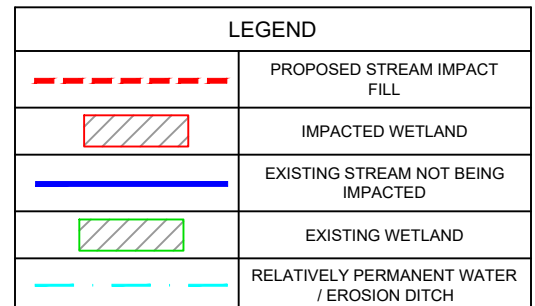 LEGEND
PROPOSED STREAM IMPACT
FILL
IMPACTED WETLAND
EXISTING STREAM NOT BEING
IMPACTED
EXISTING WETLAND
RELATIVELY PERMANENT WATER
/ EROSION DITCH